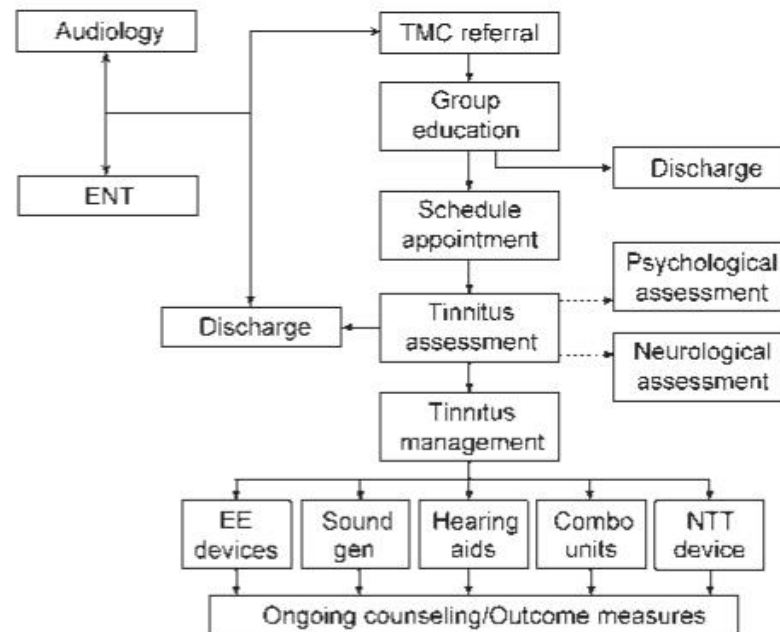 Audiology
TMC referral
Group
education
Discharge
ENT
Schedule
appointment
Psychological
assessment
Discharge
Tinnitus
assessment
Neurological
assessment
Tinnitus
management
EE
devices
Sound
gen
Hearing
aids
Combo
units
NTT
device
Ongoing counseling/Outcome measures